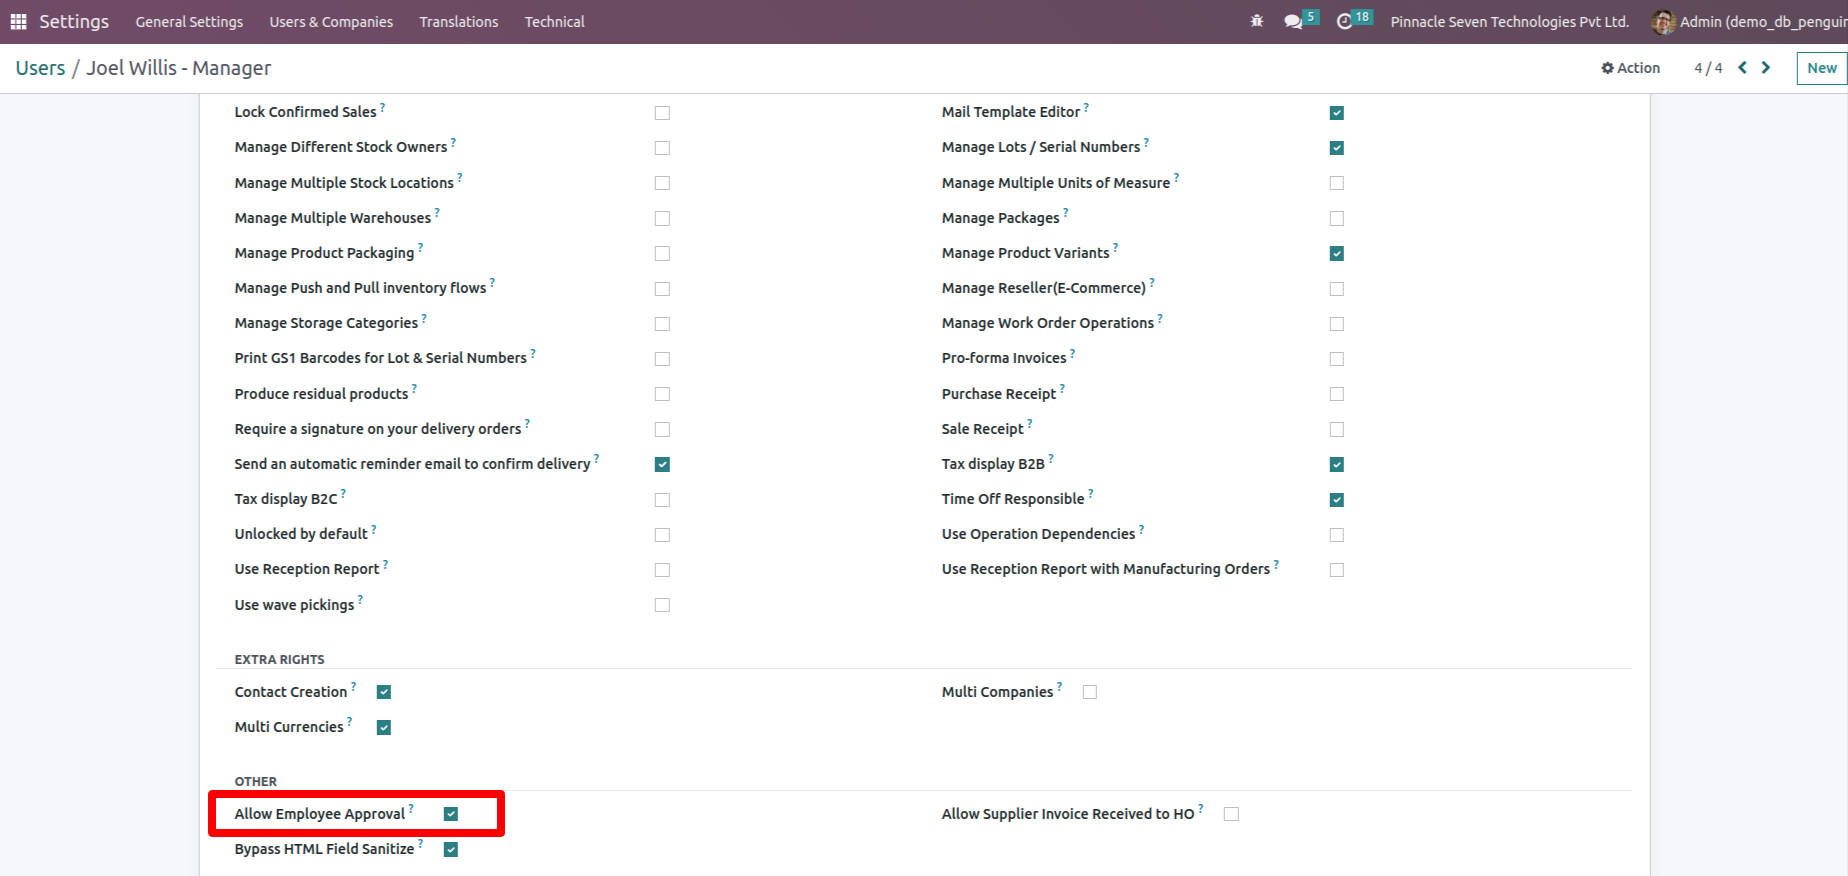 Settings General Settings Users & Companies Translations Technical 5 18 Pinnacle Seven Technologies Pvt Ltd. Admin (demo_db_penguin
Users / Joel Willis - Manager Action 4 / 4 New
Lock Confirmed Sales ? Mail Template Editor ?
Manage Different Stock Owners ? Manage Lots / Serial Numbers ?
Manage Multiple Stock Locations ? Manage Multiple Units of Measure ?
Manage Multiple Warehouses ? Manage Packages ?
Manage Product Packaging ? Manage Product Variants ?
Manage Push and Pull inventory flows ? Manage Reseller(E-Commerce) ?
Manage Storage Categories ? Manage Work Order Operations ?
Print GS1 Barcodes for Lot & Serial Numbers ? Pro-forma Invoices ?
Produce residual products ? Purchase Receipt ?
Require a signature on your delivery orders ? Sale Receipt ?
Send an automatic reminder email to confirm delivery ? Tax display B2B ?
Tax display B2C ? Time Off Responsible ?
Unlocked by default ? Use Operation Dependencies ?
Use Reception Report ? Use Reception Report with Manufacturing Orders ?
Use wave pickings ?
EXTRA RIGHTS
Contact Creation ? Multi Companies ?
Multi Currencies ?
OTHER
Allow Employee Approval ? Allow Supplier Invoice Received to HO ?
Bypass HTML Field Sanitize ?